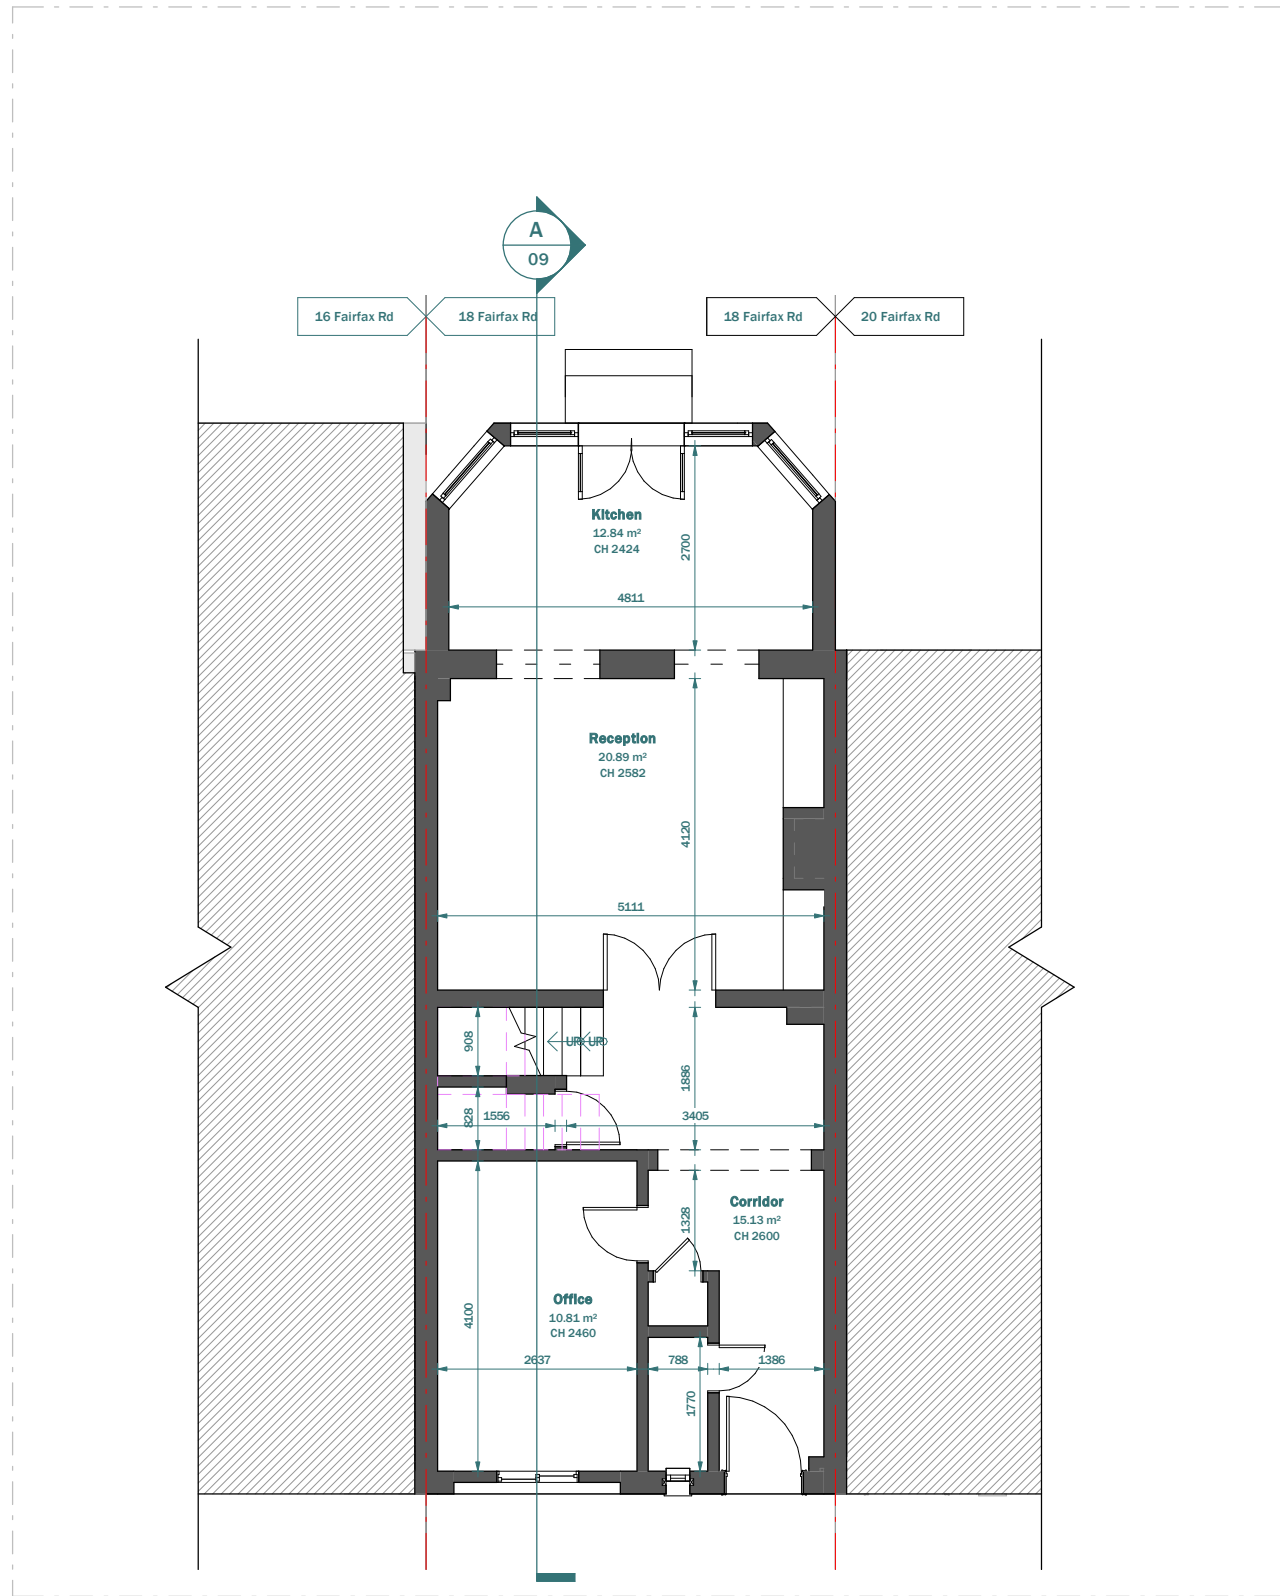 A
09
16 Fairfax Rd
18 Fairfax Rd
18 Fairfax Rd
20 Fairfax Rd
Kitchen
12.84 m²
CH 2424
2700
4811
Reception
20.89 m²
CH 2582
4120
5111
908
UP
UP
1886
828
1556
3405
Corridor
15.13 m²
CH 2600
1328
Office
10.81 m²
CH 2460
4100
2637
788
1386
1770